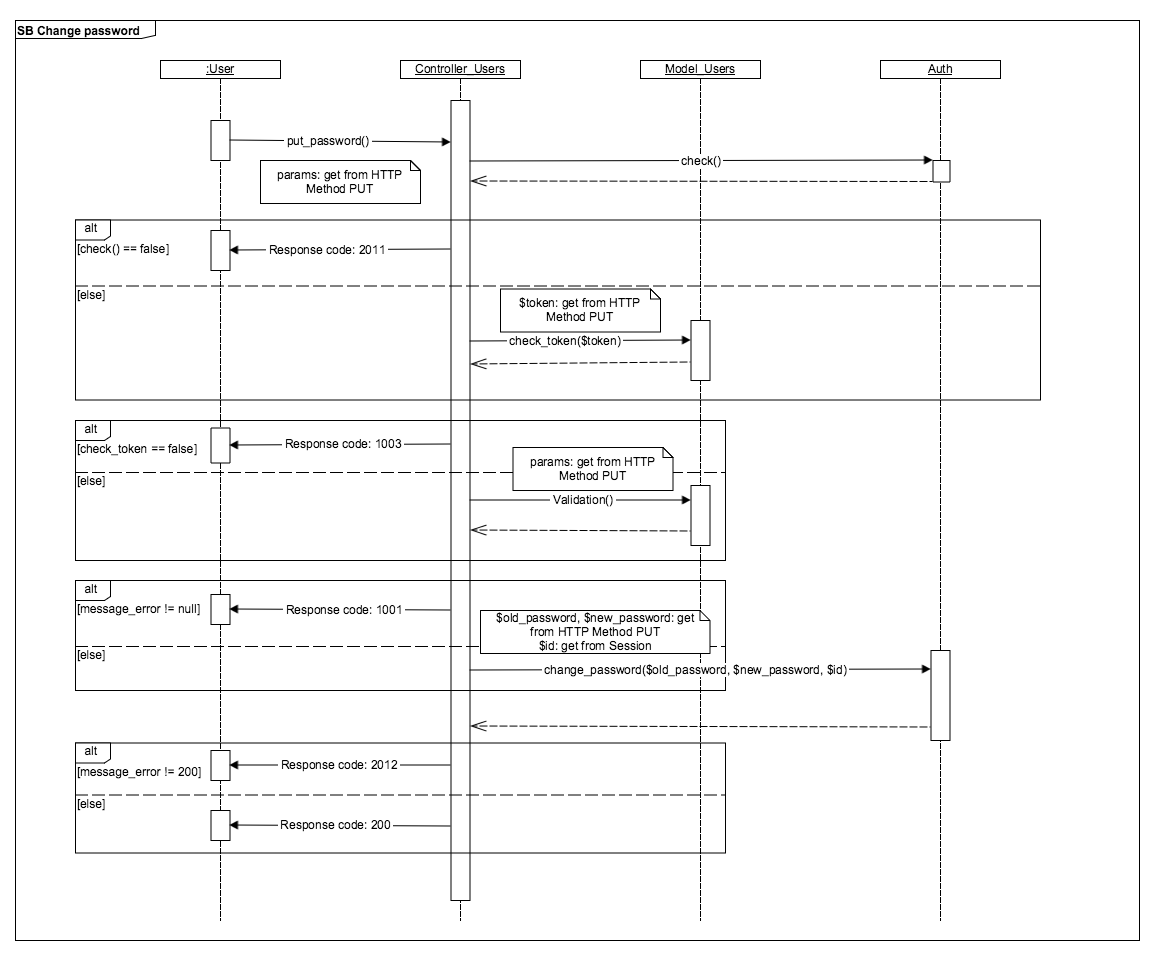 SB Change password
:User
Controller_Users
Model_Users
Auth
put_password()
check()
params: get from HTTP
Method PUT
alt
[check() == false]
Response code: 2011
[else]
$token: get from HTTP
Method PUT
check_token($token)
alt
[check_token == false]
Response code: 1003
params: get from HTTP
Method PUT
[else]
Validation()
alt
[message_error != null]
Response code: 1001
$old_password, $new_password: get
from HTTP Method PUT
$id: get from Session
[else]
change_password($old_password, $new_password, $id)
alt
[message_error != 200]
Response code: 2012
[else]
Response code: 200